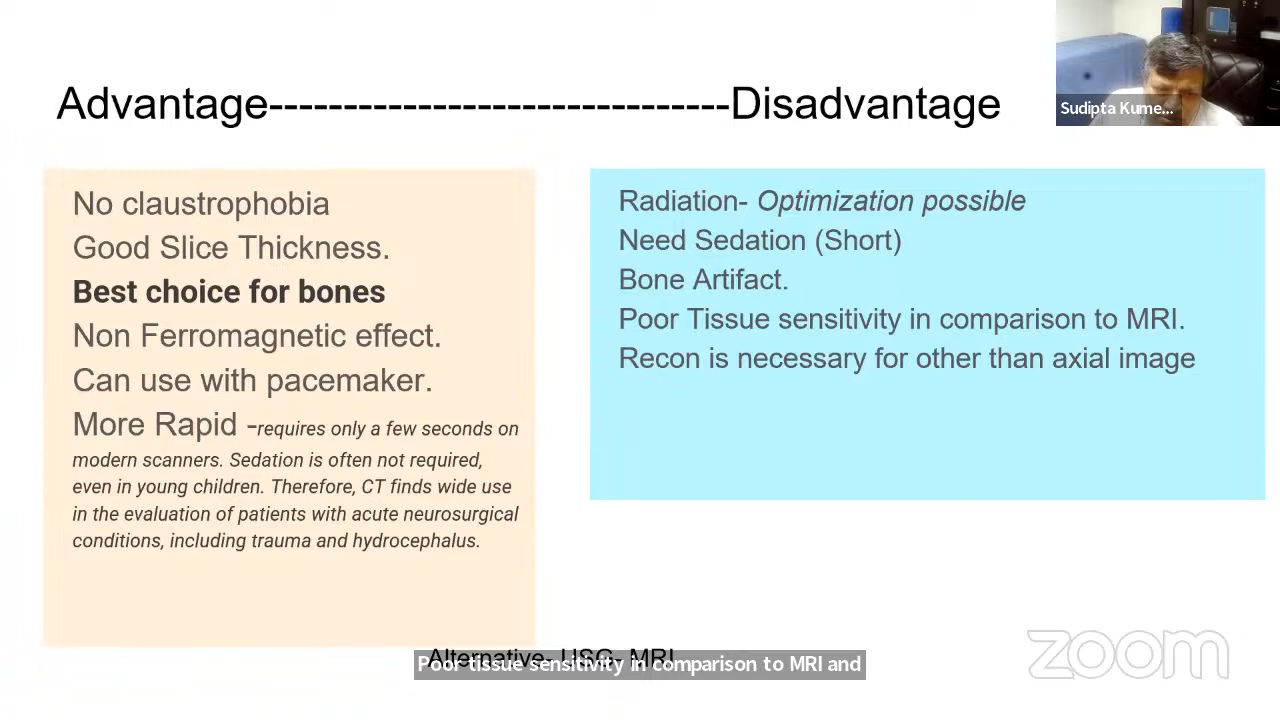 Advantage-------------------------------Disadvantage
Sudipta Kume...
No claustrophobia
Good Slice Thickness.
Best choice for bones
Non Ferromagnetic effect.
Can use with pacemaker.
More Rapid -requires only a few seconds on
modern scanners. Sedation is often not required,
even in young children. Therefore, CT finds wide use
in the evaluation of patients with acute neurosurgical
conditions, including trauma and hydrocephalus.
Radiation- Optimization possible
Need Sedation (Short)
Bone Artifact.
Poor Tissue sensitivity in comparison to MRI.
Recon is necessary for other than axial image
Alternative- USG- MRI
Poor tissue sensitivity in comparison to MRI and
zoom